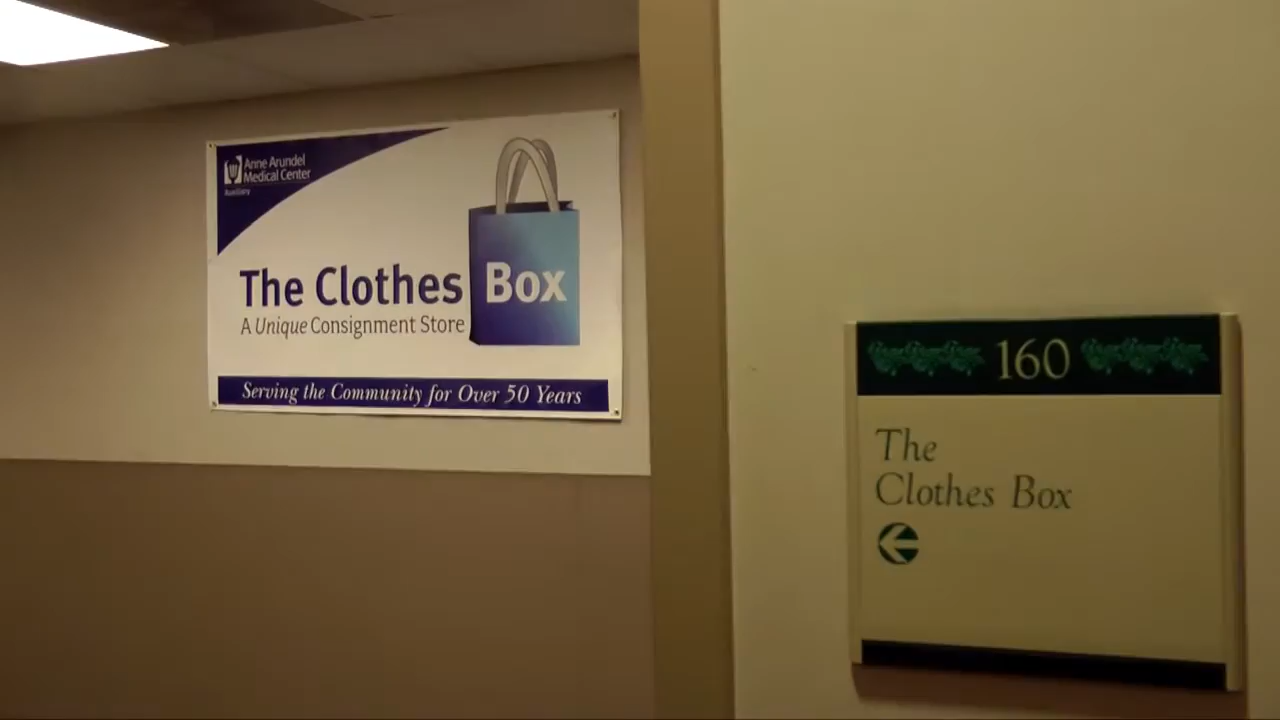 Anne Arundel
Medical Center
Auxiliary
The Clothes Box
A Unique Consignment Store
Serving the Community for Over 50 Years
160
The
Clothes Box